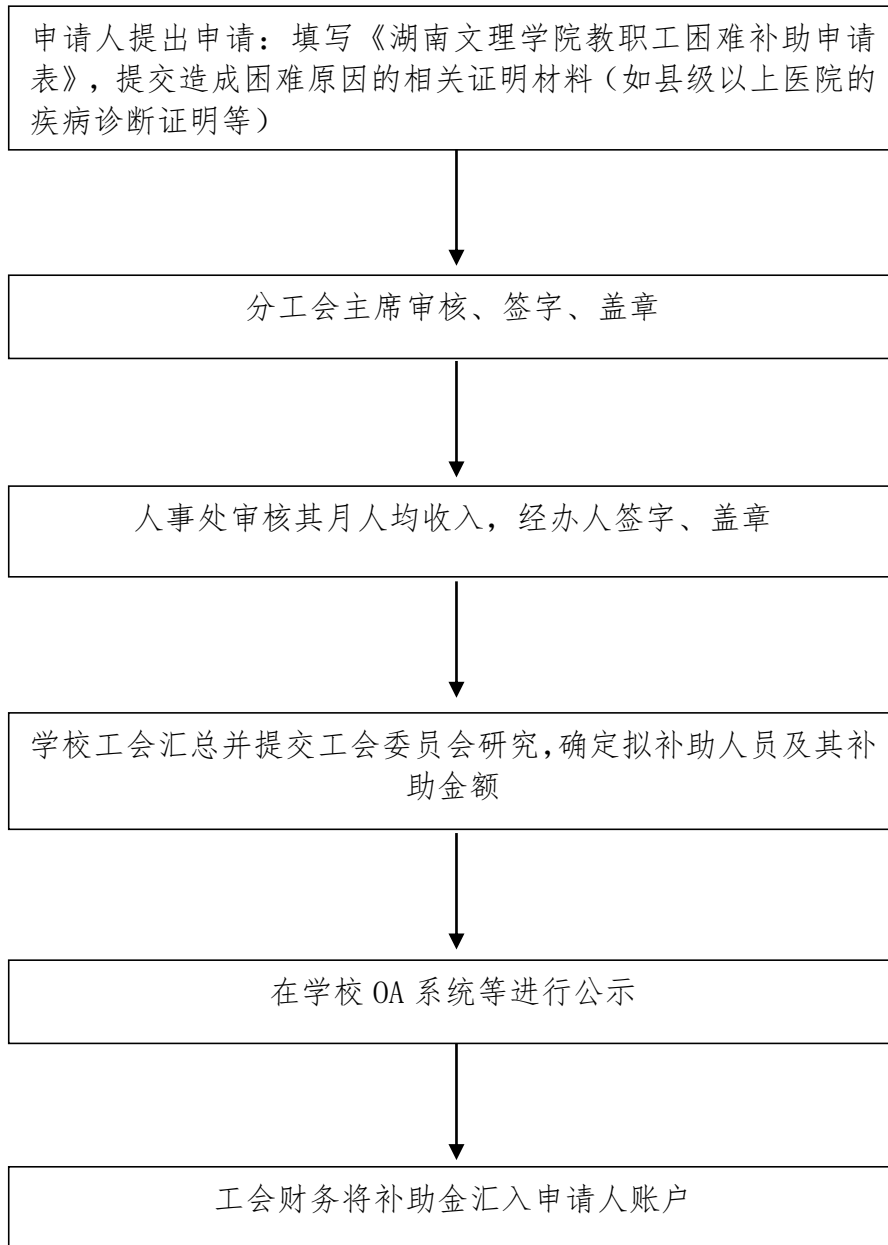 申请人提出申请：填写《湖南文理学院教职工困难补助申请
表》，提交造成困难原因的相关证明材料（如县级以上医院的
疾病诊断证明等）
分工会主席审核、签字、盖章
人事处审核其月人均收入，经办人签字、盖章
学校工会汇总并提交工会委员会研究，确定拟补助人员及其补
助金额
在学校 OA 系统等进行公示
工会财务将补助金汇入申请人账户